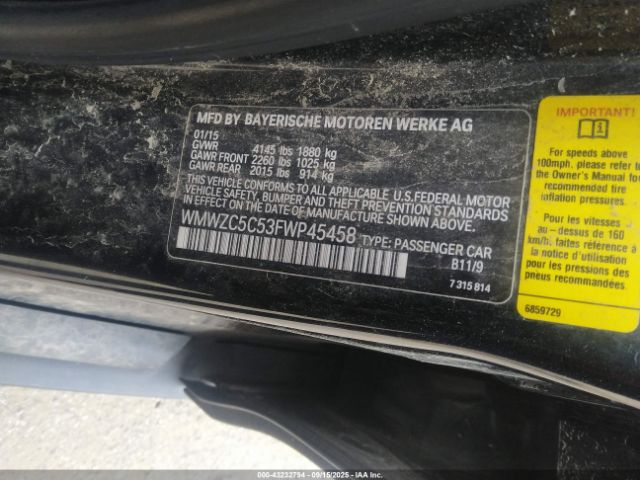 MFD BY BAYERISCHE MOTOREN WERKE AG
01/15
GVWR 4145 lbs 1880 kg
GAWR FRONT 2260 lbs 1025 kg
GAWR REAR 2015 lbs 914 kg
THIS VEHICLE CONFORMS TO ALL APPLICABLE U.S.FEDERAL MOTOR
VEHICLE SAFETY, BUMPER, AND THEFT PREVENTION STANDARDS
IN EFFECT ON THE DATE OF MANUFACTURE SHOWN ABOVE.
WMWZC5C53FWP45458 TYPE: PASSENGER CAR
B11/9
7 315 814
IMPORTANT!
For speeds above
100mph, please refer to
the Owner's Manual for
recommended tire
inflation pressures.
Pour les vitesses
au-dessus de 160
km/h, faites référence à
la notice d'utilisation
pour les pressions de
pneus recommandées.
6859729
000-43232754 - 09/15/2025 - IAA, Inc.